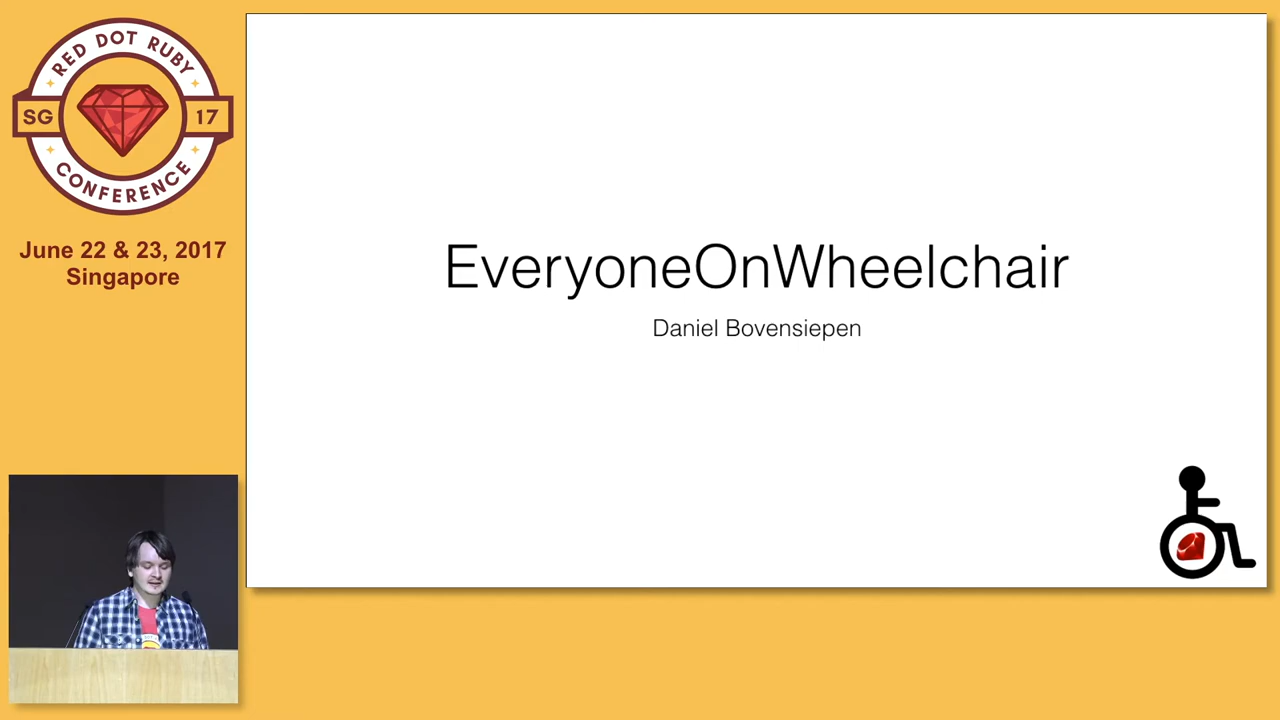 RED DOT RUBY
SG 17
CONFERENCE
June 22 & 23, 2017
Singapore
EveryoneOnWheelchair
Daniel Bovensiepen